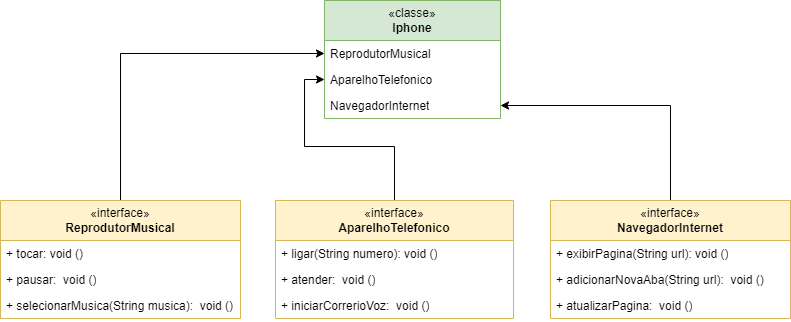 «classe»
Iphone
ReprodutorMusical
AparelhoTelefonico
NavegadorInternet
«interface»
ReprodutorMusical
+ tocar: void ()
+ pausar:  void ()
+ selecionarMusica(String musica):  void ()
«interface»
AparelhoTelefonico
+ ligar(String numero): void ()
+ atender:  void ()
+ iniciarCorrerioVoz:  void ()
«interface»
NavegadorInternet
+ exibirPagina(String url): void ()
+ adicionarNovaAba(String url):  void ()
+ atualizarPagina:  void ()